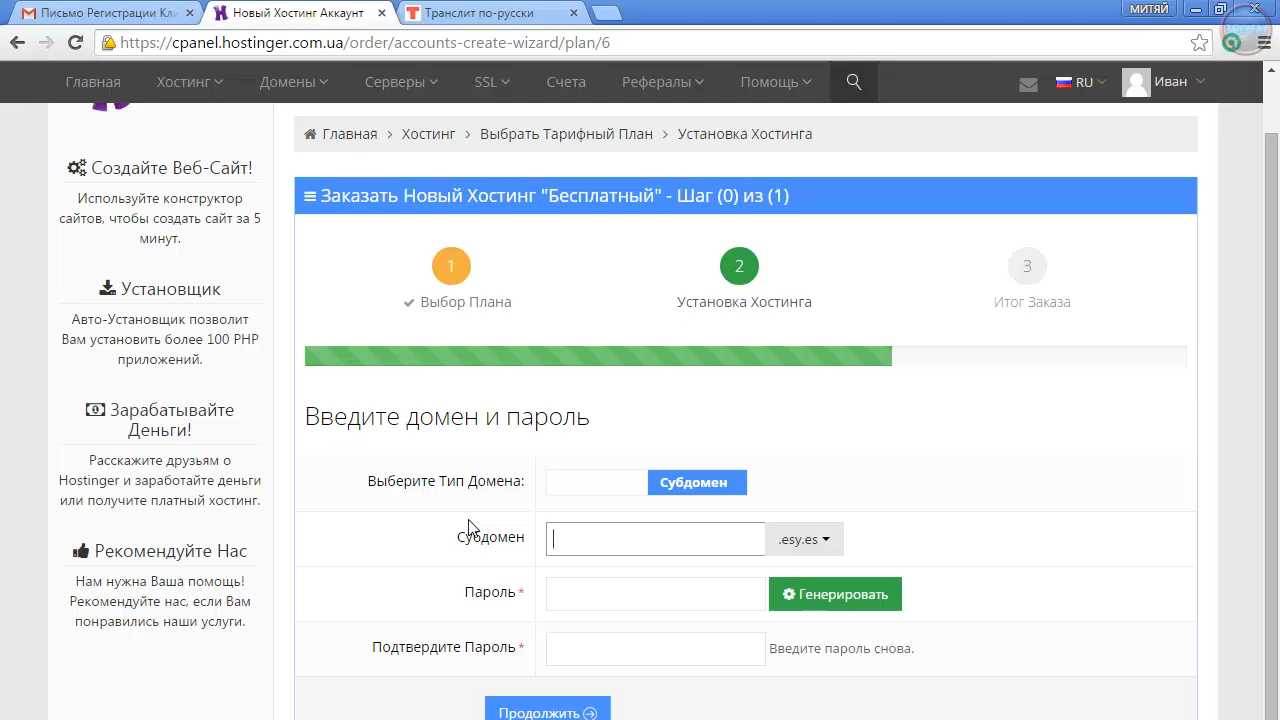 Письмо Регистрации Кли
Новый Хостинг Аккаунт
Транслит по-русски
МИТЯЙ
https://cpanel.hostinger.com.ua/order/accounts-create-wizard/plan/6
Главная Хостинг Домены Серверы SSL Счета Рефералы Помощь RU Иван
Главная > Хостинг > Выбрать Тарифный План > Установка Хостинга
Создайте Веб-Сайт!
Используйте конструктор
сайтов, чтобы создать сайт за 5
минут.
Установщик
Авто-Установщик позволит
Вам установить более 100 PHP
приложений.
Зарабатывайте
Деньги!
Расскажите друзьям о
Hostinger и заработайте деньги
или получите платный хостинг.
Рекомендуйте Нас
Нам нужна Ваша помощь!
Рекомендуйте нас, если Вам
понравились наши услуги.
Заказать Новый Хостинг "Бесплатный" - Шаг (0) из (1)
1 2 3
Выбор Плана Установка Хостинга Итог Заказа
Введите домен и пароль
Выберите Тип Домена: Субдомен
Субдомен .esy.es
Пароль * Генерировать
Подтвердите Пароль * Введите пароль снова.
Продолжить